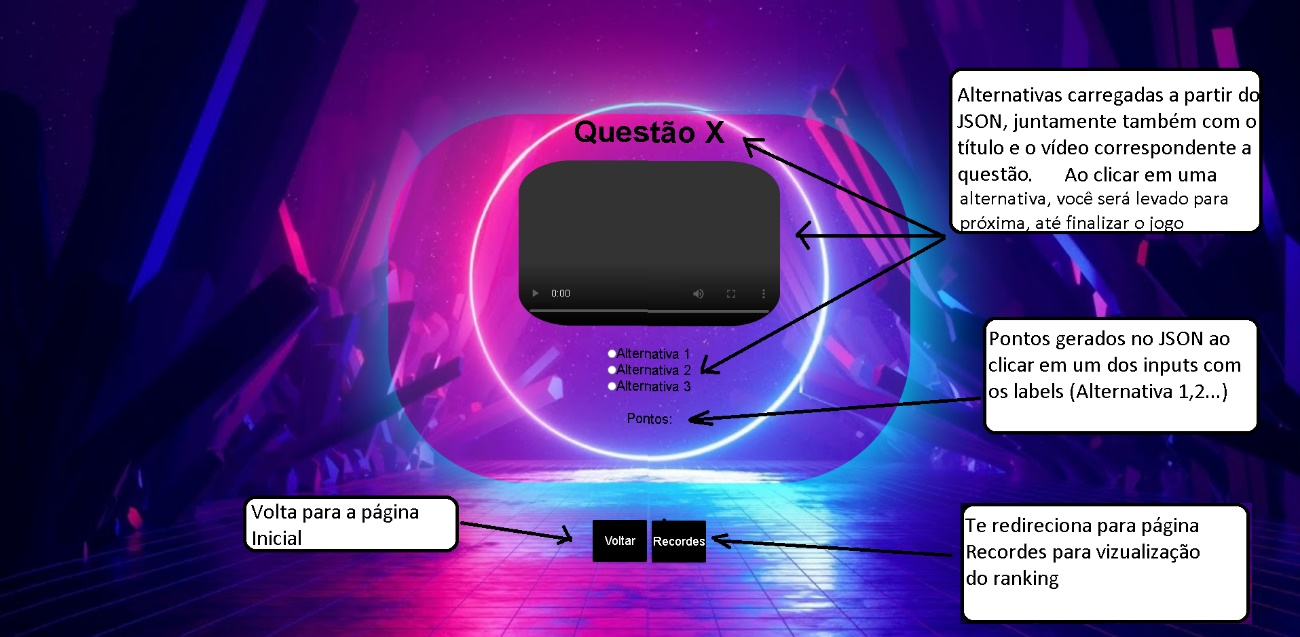 Questão X
0:00
Alternativa 1
Alternativa 2
Alternativa 3
Pontos:
Voltar
Recordes
Alternativas carregadas a partir do
JSON, juntamente também com o
título e o vídeo correspondente a
questão. Ao clicar em uma
alternativa, você será levado para
próxima, até finalizar o jogo
Pontos gerados no JSON ao
clicar em um dos inputs com
os labels (Alternativa 1,2...)
Volta para a página
Inicial
Te redireciona para página
Recordes para vizualização
do ranking